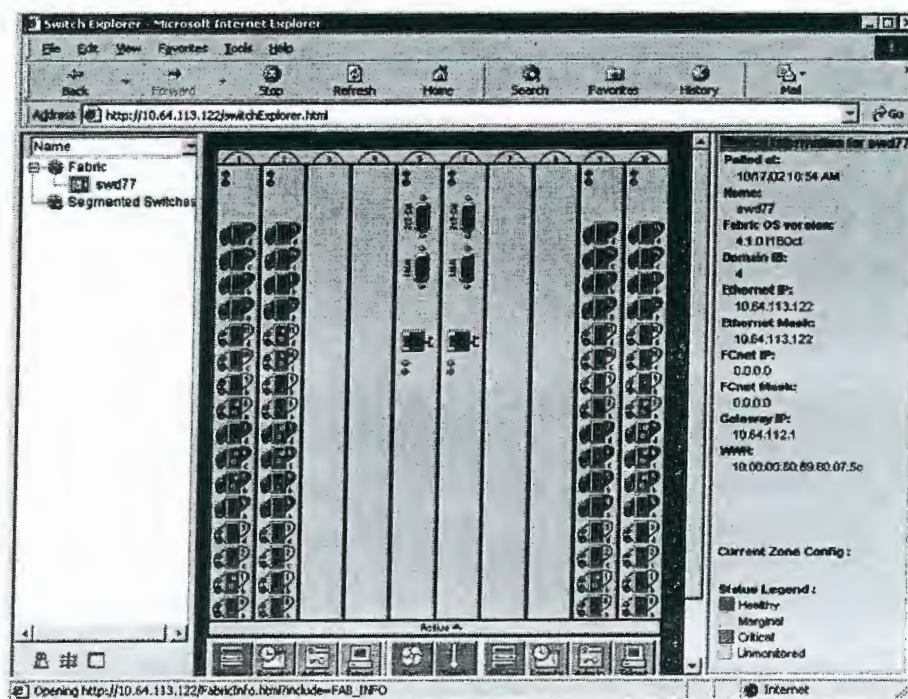 Switch Explorer - Microsoft Internet Explorer
File Edit View Favorites Tools Help
Back Forward Stop Refresh Home Search Favorites History Mail
Address http://10.64.113.122/switchExplorer.html Go
Name
Fabric
swd77
Segmented Switches
Information for swd77
Polled at:
10/17/02 10:54 AM
Name:
swd77
Fabric OS version:
Domain ID:
4
Ethernet IP:
10.64.113.122
Ethernet Mask:
10.64.113.122
FCnet IP:
0.0.0.0
FCnet Mask:
0.0.0.0
Gateway IP:
10.64.112.1
WWN:
Current Zone Config :
Status Legend :
Healthy
Marginal
Critical
Unmonitored
Active
Opening http://10.64.113.122/FabricInfo.html?include=FAB_INFO
Internet